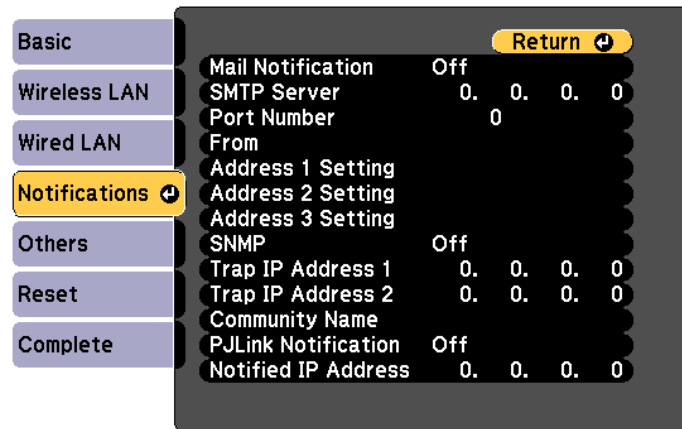 Basic
Wireless LAN
Wired LAN
Notifications
Others
Reset
Complete
Return
Mail Notification Off
SMTP Server 0. 0. 0. 0
Port Number 0
From
Address 1 Setting
Address 2 Setting
Address 3 Setting
SNMP Off
Trap IP Address 1 0. 0. 0. 0
Trap IP Address 2 0. 0. 0. 0
Community Name
PJLink Notification Off
Notified IP Address 0. 0. 0. 0